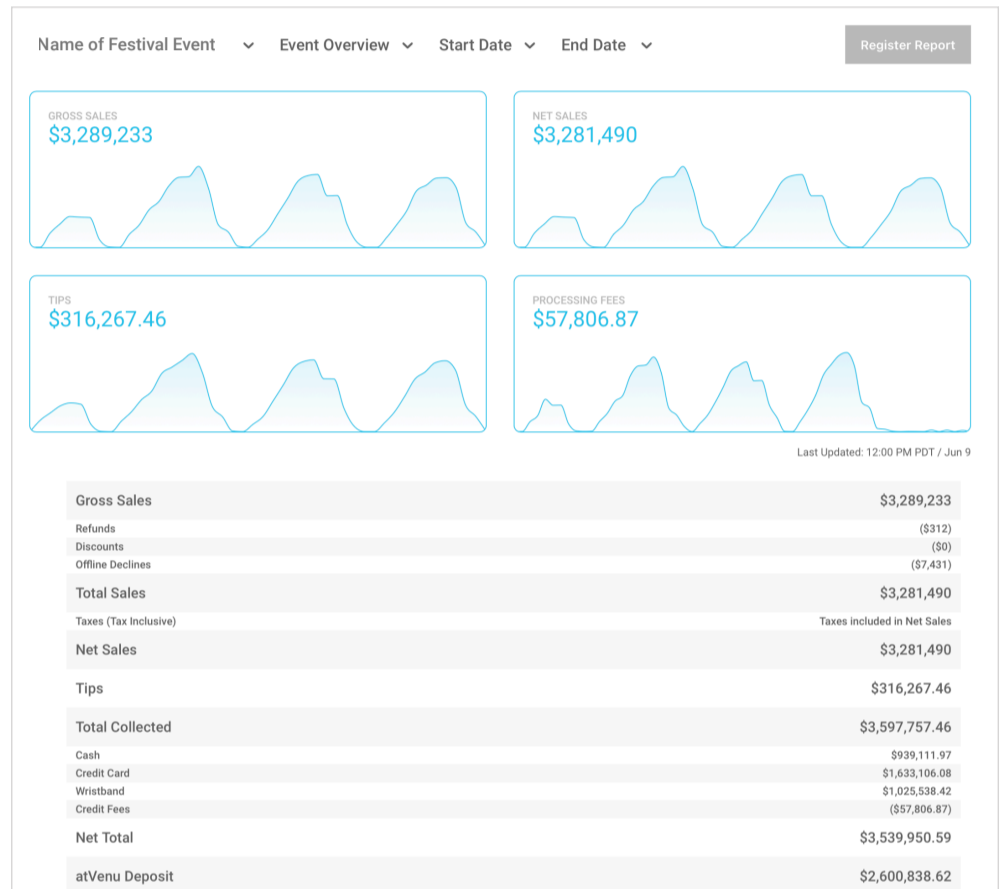 Name of Festival Event Event Overview Start Date End Date Register Report
GROSS SALES
$3,289,233
NET SALES
$3,281,490
TIPS
$316,267.46
PROCESSING FEES
$57,806.87
Last Updated: 12:00 PM PDT / Jun 9
Gross Sales $3,289,233
Refunds ($312)
Discounts ($0)
Offline Declines ($7,431)
Total Sales $3,281,490
Taxes (Tax Inclusive) Taxes included in Net Sales
Net Sales $3,281,490
Tips $316,267.46
Total Collected $3,597,757.46
Cash $939,111.97
Credit Card $1,633,106.08
Wristband $1,025,538.42
Credit Fees ($57,806.87)
Net Total $3,539,950.59
atVenu Deposit $2,600,838.62